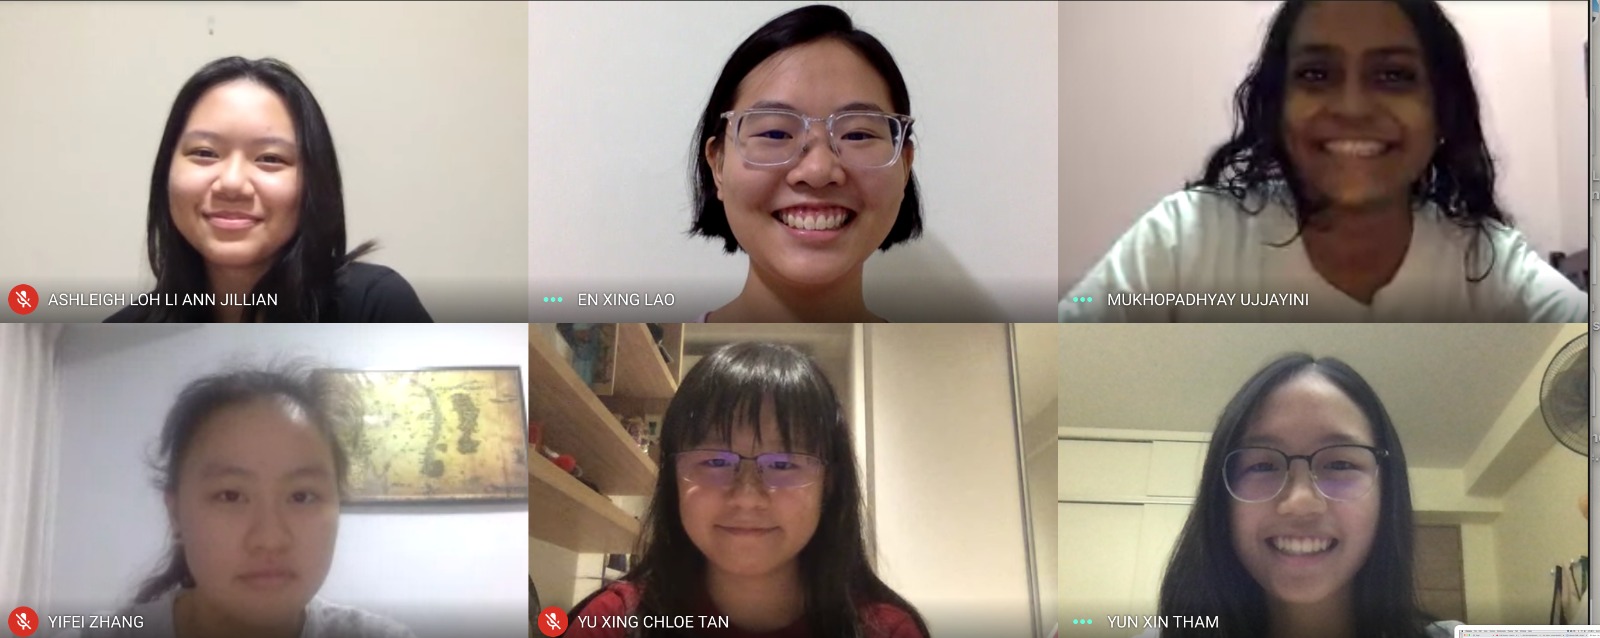 ASHLEIGH LOH LI ANN JILLIAN
EN XING LAO
MUKHOPADHYAY UJJAYINI
YIFEI ZHANG
YU XING CHLOE TAN
YUN XIN THAM